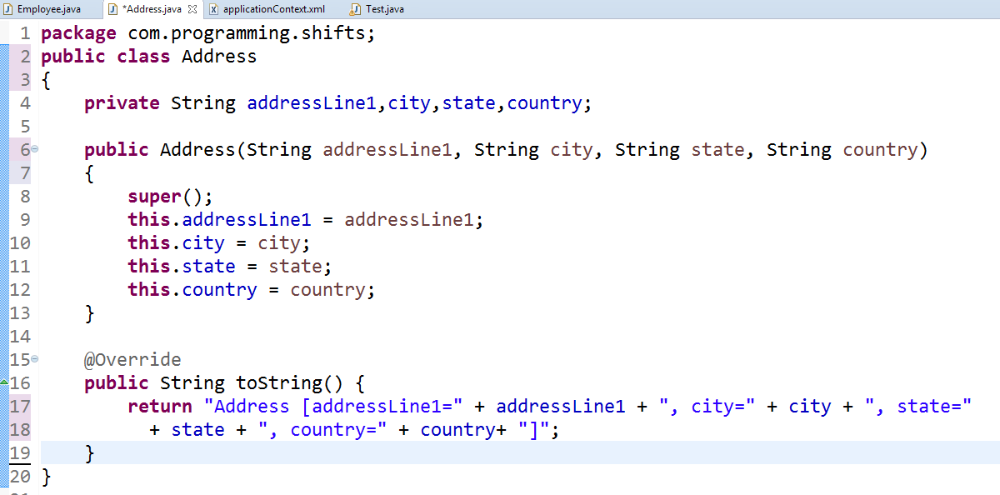 Employee.java *Address.java applicationContext.xml Test.java
1 package com.programming.shifts;
2 public class Address
3 {
4 private String addressLine1,city,state,country;
5
6 public Address(String addressLine1, String city, String state, String country)
7 {
8 super();
9 this.addressLine1 = addressLine1;
10 this.city = city;
11 this.state = state;
12 this.country = country;
13 }
14
15 @Override
16 public String toString() {
17 return "Address [addressLine1=" + addressLine1 + ", city=" + city + ", state="
18 + state + ", country=" + country+ "]";
19 }
20 }